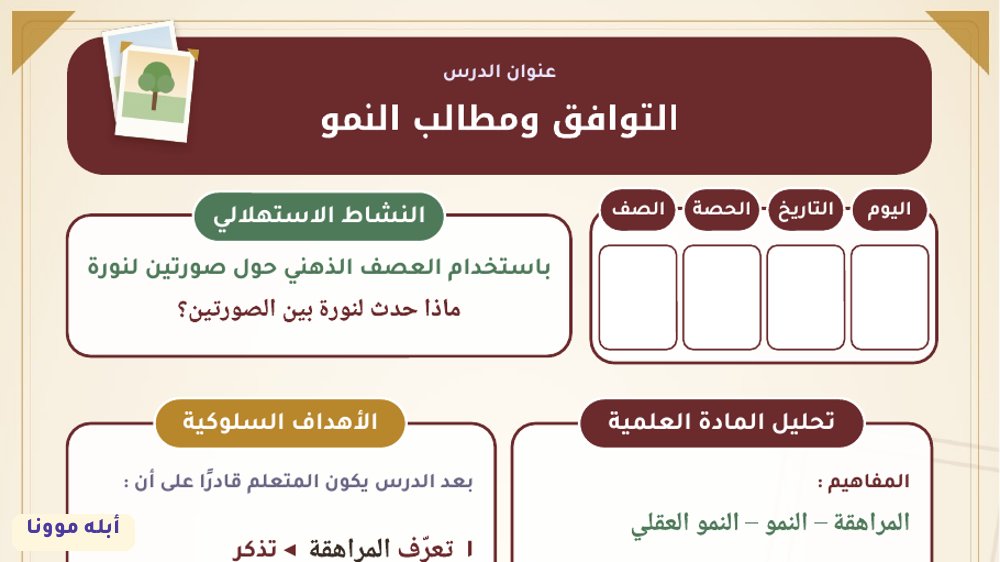 عنوان الدرس
التوافق ومطالب النمو
اليوم - التاريخ - الحصة - الصف
النشاط الاستهلالي
باستخدام العصف الذهني حول صورتين لنورة
ماذا حدث لنورة بين الصورتين؟
تحليل المادة العلمية
المفاهيم :
المراهقة – النمو – النمو العقلي
الأهداف السلوكية
بعد الدرس يكون المتعلم قادرًا على أن :
١ تعرّف المراهقة ◄ تذكر
أبله موونا